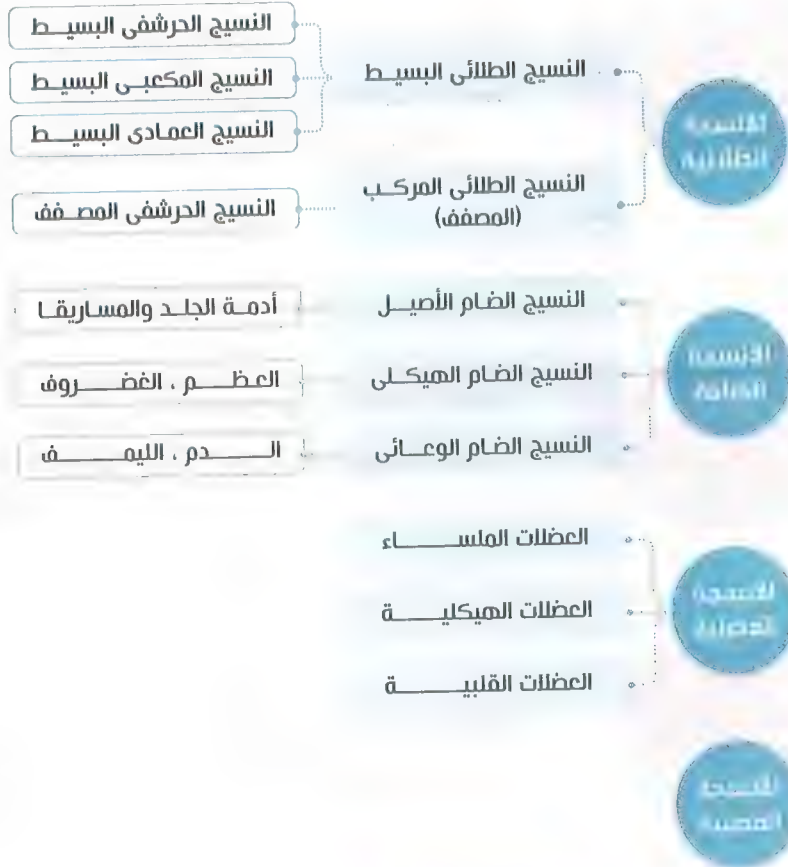 الأنسجة
الطلائية
النسيج الطلائى البسيط
النسيج الحرشفى البسيط
النسيج المكعبى البسيط
النسيج العمادى البسيط
النسيج الطلائى المركب
(المصفف)
النسيج الحرشفى المصفف
الأنسجة
الضامة
النسيج الضام الأصيل
أدمة الجلد والمساريقا
النسيج الضام الهيكلى
العظم ، الغضروف
النسيج الضام الوعائى
الدم ، الليمف
الأنسجة
العضلية
العضلات الملساء
العضلات الهيكلية
العضلات القلبية
الأنسجة
العصبية